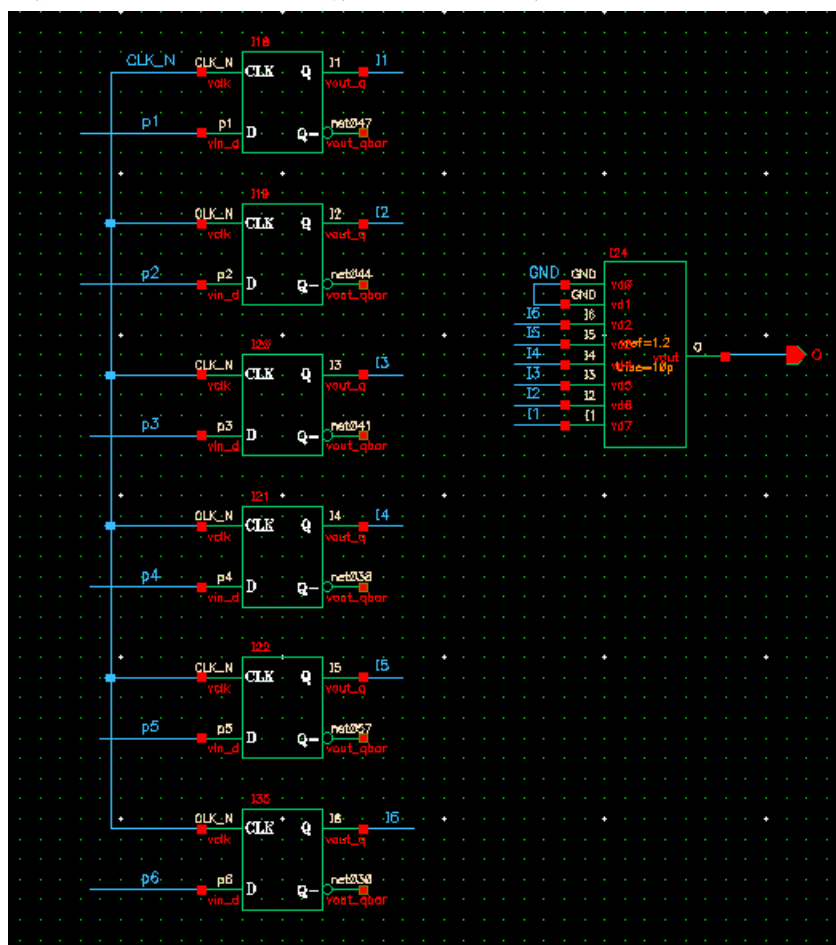 I18
CLK_N CLK_N CLK Q I1 I1
vclk vout_q
p1 p1 D Q- net047
vin_d vout_qbar
I19
CLK_N CLK Q I2 I2
vclk vout_q
p2 p2 D Q- net044
vin_d vout_qbar
CLK_N CLK Q I3 I3
vclk vout_q
p3 p3 D Q- net041
vin_d vout_qbar
I21
CLK_N CLK Q I4 I4
vclk vout_q
p4 p4 D Q- net038
vin_d vout_qbar
I22
CLK_N CLK Q I5 I5
vclk vout_q
p5 p5 D Q-
vin_d vout_qbar
I35
CLK_N CLK Q I6 I6
vclk vout_q
p6 p6 D Q- net030
vin_d vout_qbar
I24
GND GND vd0
GND vd1
I6 I6 vd2
I5 I5
I4 I4
I3 I3 vd5
I2 I2 vd6
I1 I1 vd7
vref=1.2
trise=10p
vout